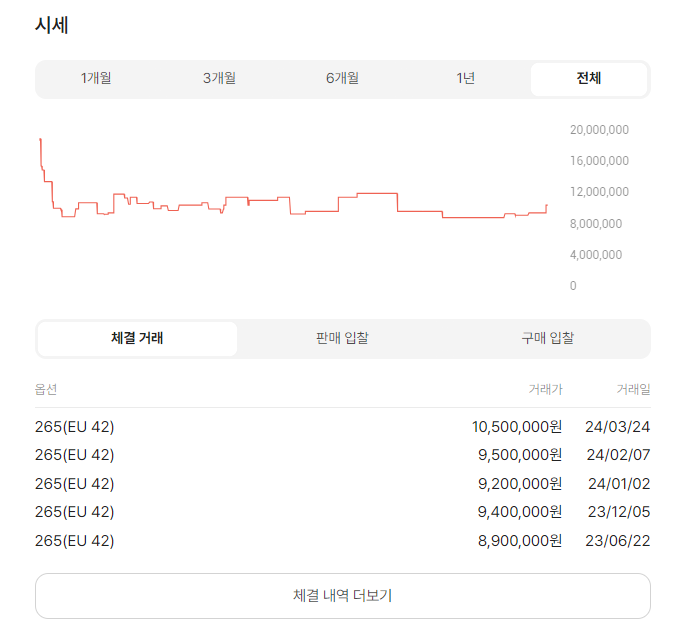 시세
1개월 3개월 6개월 1년 전체
20,000,000
16,000,000
12,000,000
8,000,000
4,000,000
0
체결 거래 판매 입찰 구매 입찰
옵션 거래가 거래일
265(EU 42) 10,500,000원 24/03/24
265(EU 42) 9,500,000원 24/02/07
265(EU 42) 9,200,000원 24/01/02
265(EU 42) 9,400,000원 23/12/05
265(EU 42) 8,900,000원 23/06/22
체결 내역 더보기